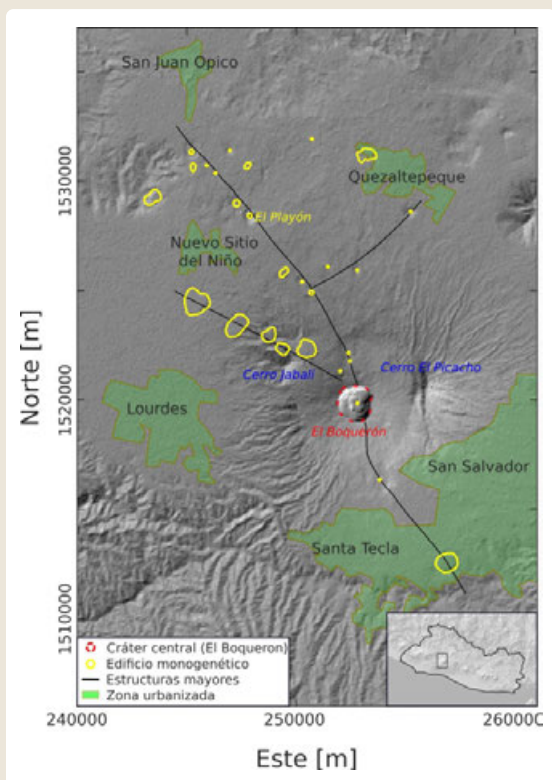 San Juan Opico
Quezaltepeque
El Playón
Nuevo Sitio
del Niño
Cerro Jabalí
Cerro El Picacho
Lourdes
El Boquerón
San Salvador
Santa Tecla
Cráter central (El Boqueron)
Edificio monogenético
Estructuras mayores
Zona urbanizada
1530000
1520000
1510000
Norte [m]
240000
250000
260000
Este [m]